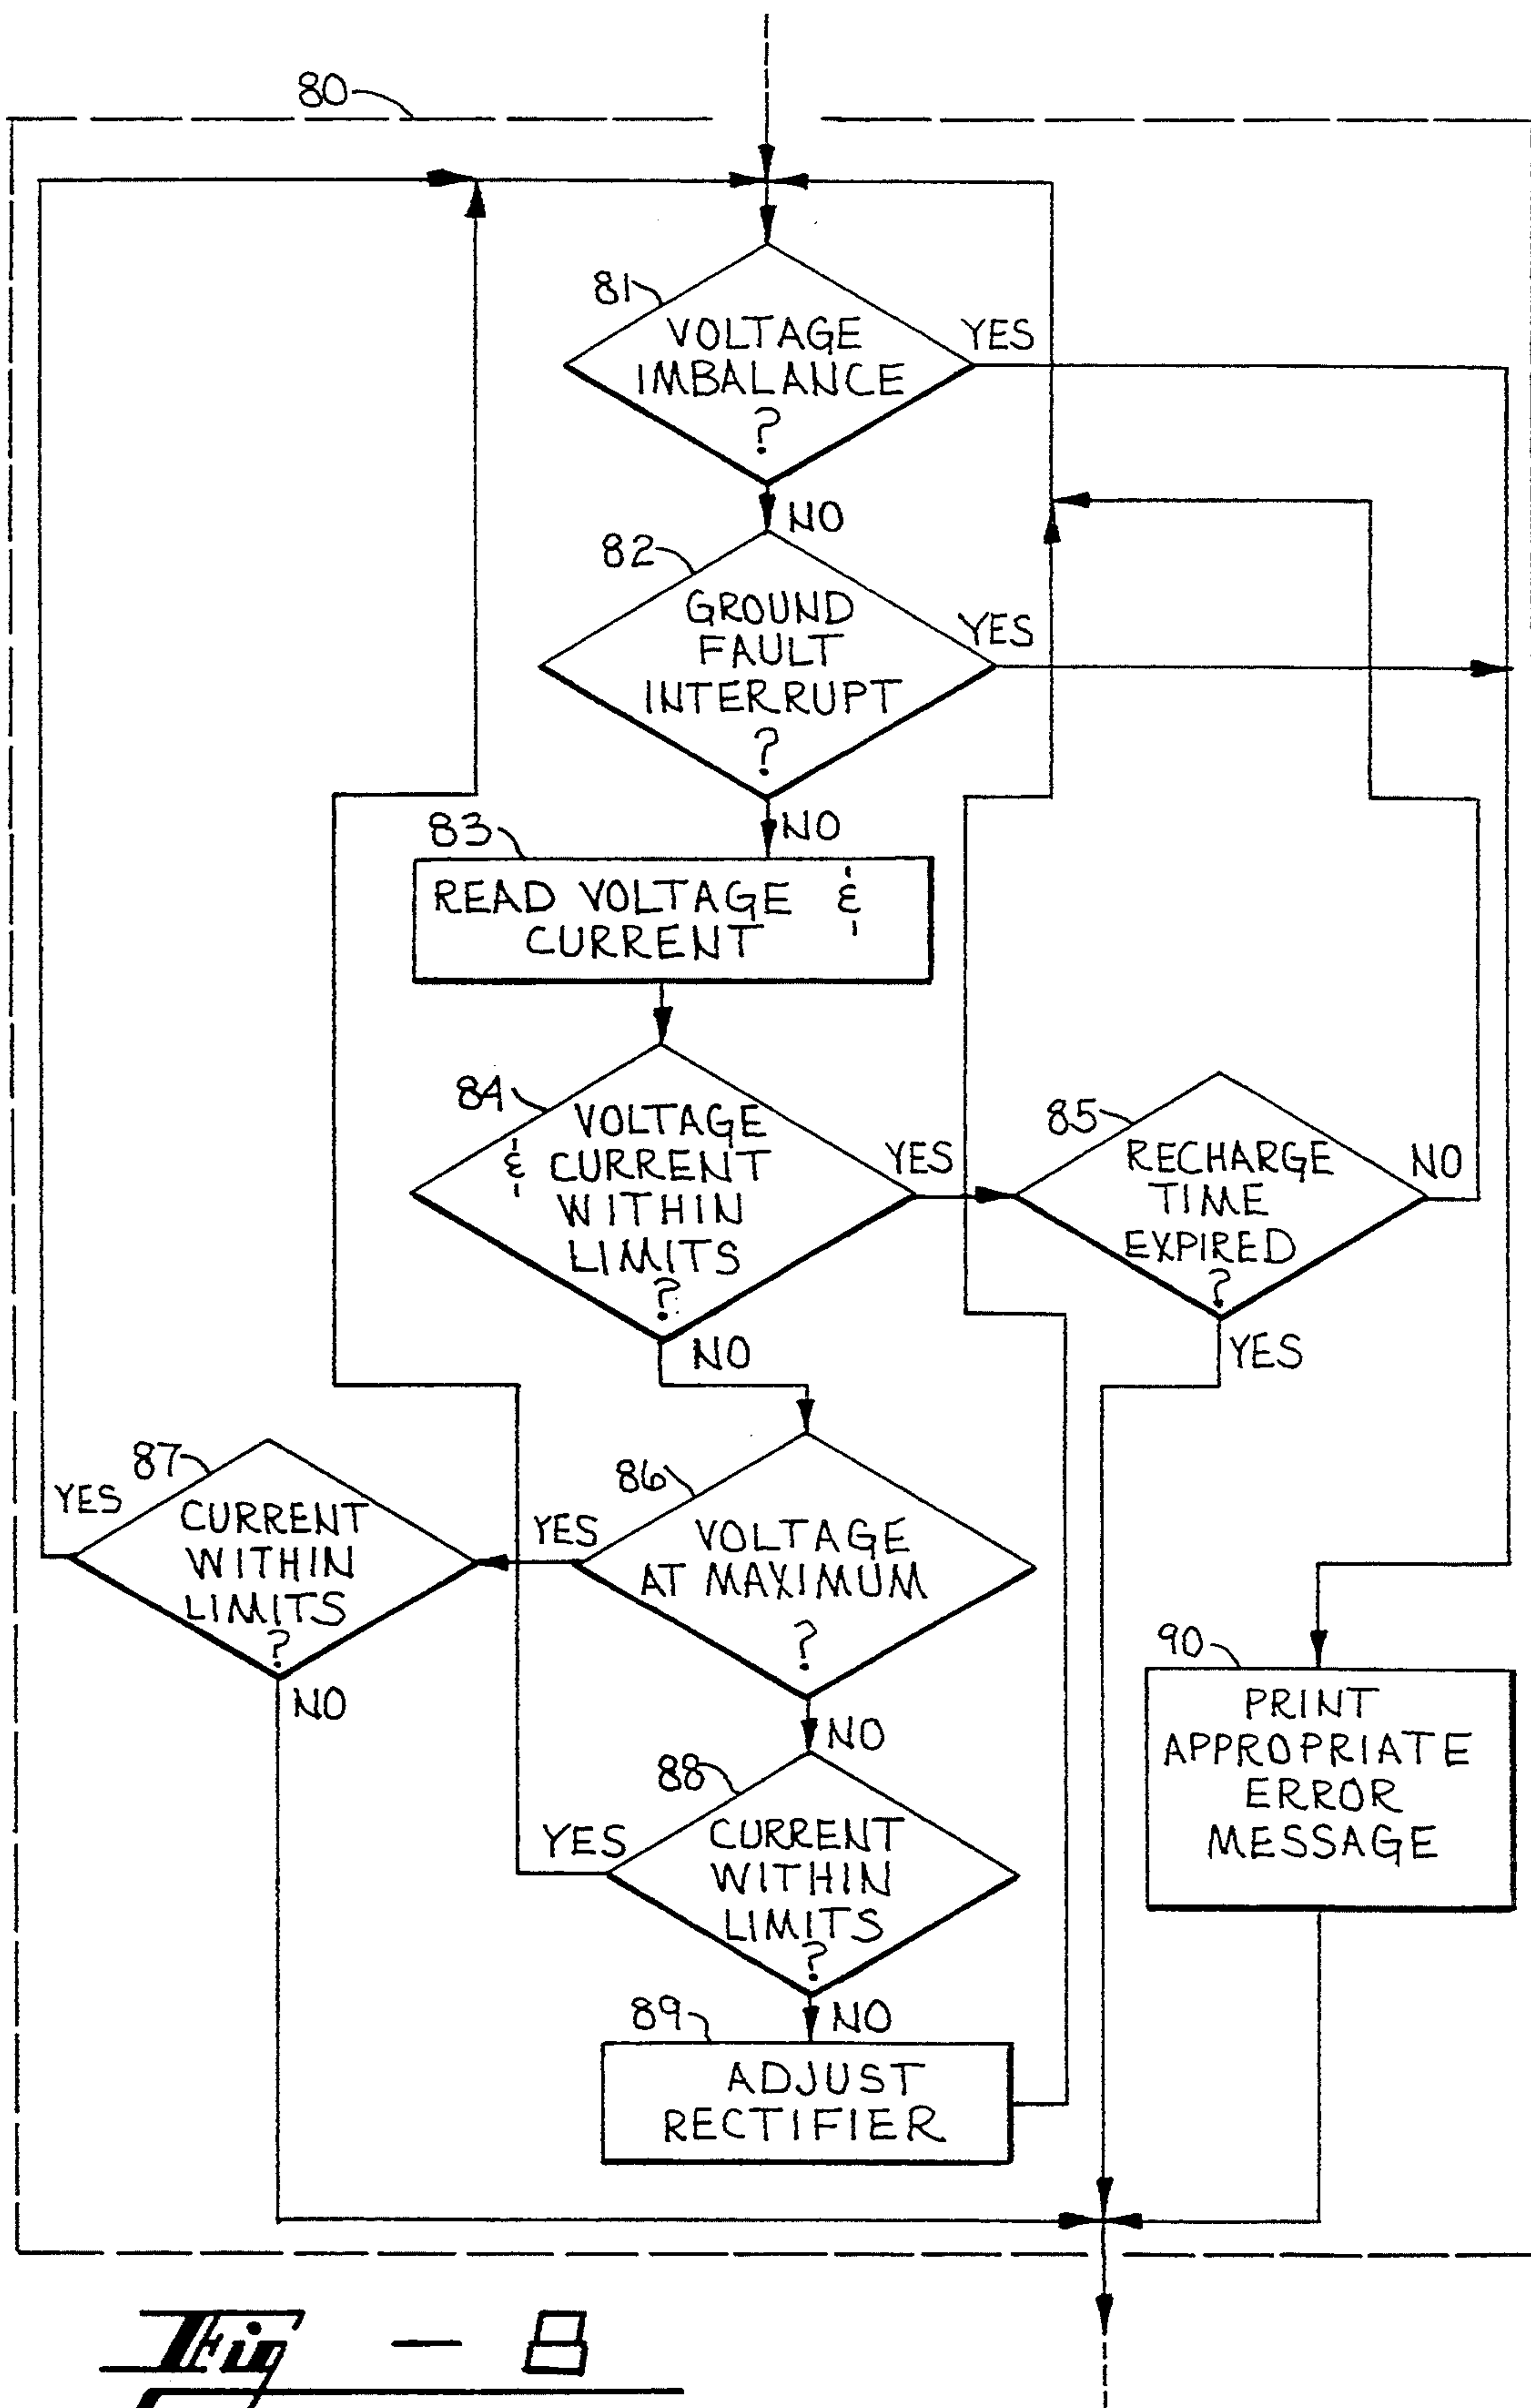 80
81
VOLTAGE
IMBALANCE
?
YES
NO
82
GROUND
FAULT
INTERRUPT
?
YES
NO
83
READ VOLTAGE &
CURRENT
84
VOLTAGE
& CURRENT
WITHIN
LIMITS
?
YES
NO
85
RECHARGE
TIME
EXPIRED
?
NO
YES
86
VOLTAGE
AT MAXIMUM
?
YES
NO
87
CURRENT
WITHIN
LIMITS
?
YES
NO
88
CURRENT
WITHIN
LIMITS
?
YES
NO
89
ADJUST
RECTIFIER
90
PRINT
APPROPRIATE
ERROR
MESSAGE
Fig - 8